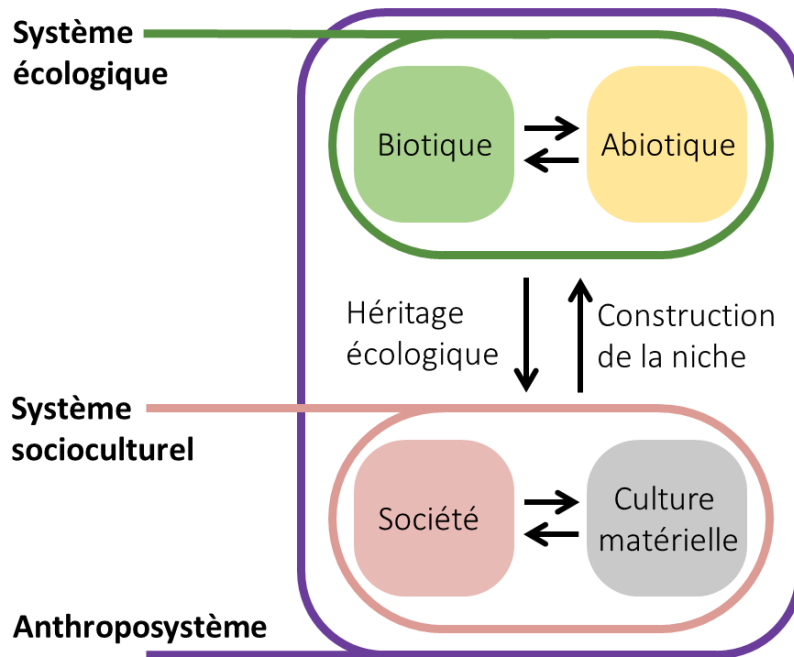 Système
écologique
Biotique
Abiotique
Héritage
écologique
Construction
de la niche
Système
socioculturel
Société
Culture
matérielle
Anthroposystème